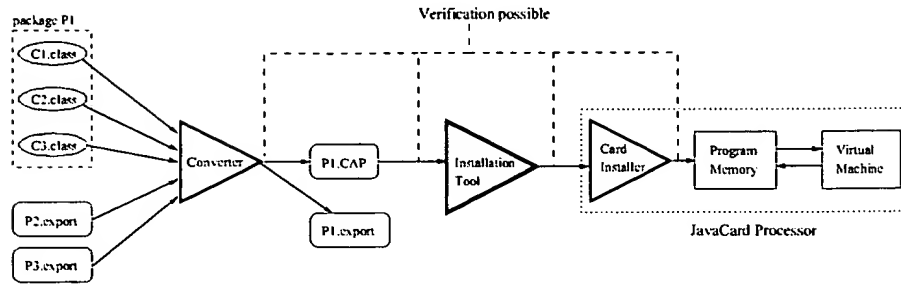 Verification possible
package P1
C1.class
C2.class
C3.class
P2.export
P3.export
Converter
P1.CAP
P1.export
Installation
Tool
Card
Installer
Program
Memory
Virtual
Machine
JavaCard Processor